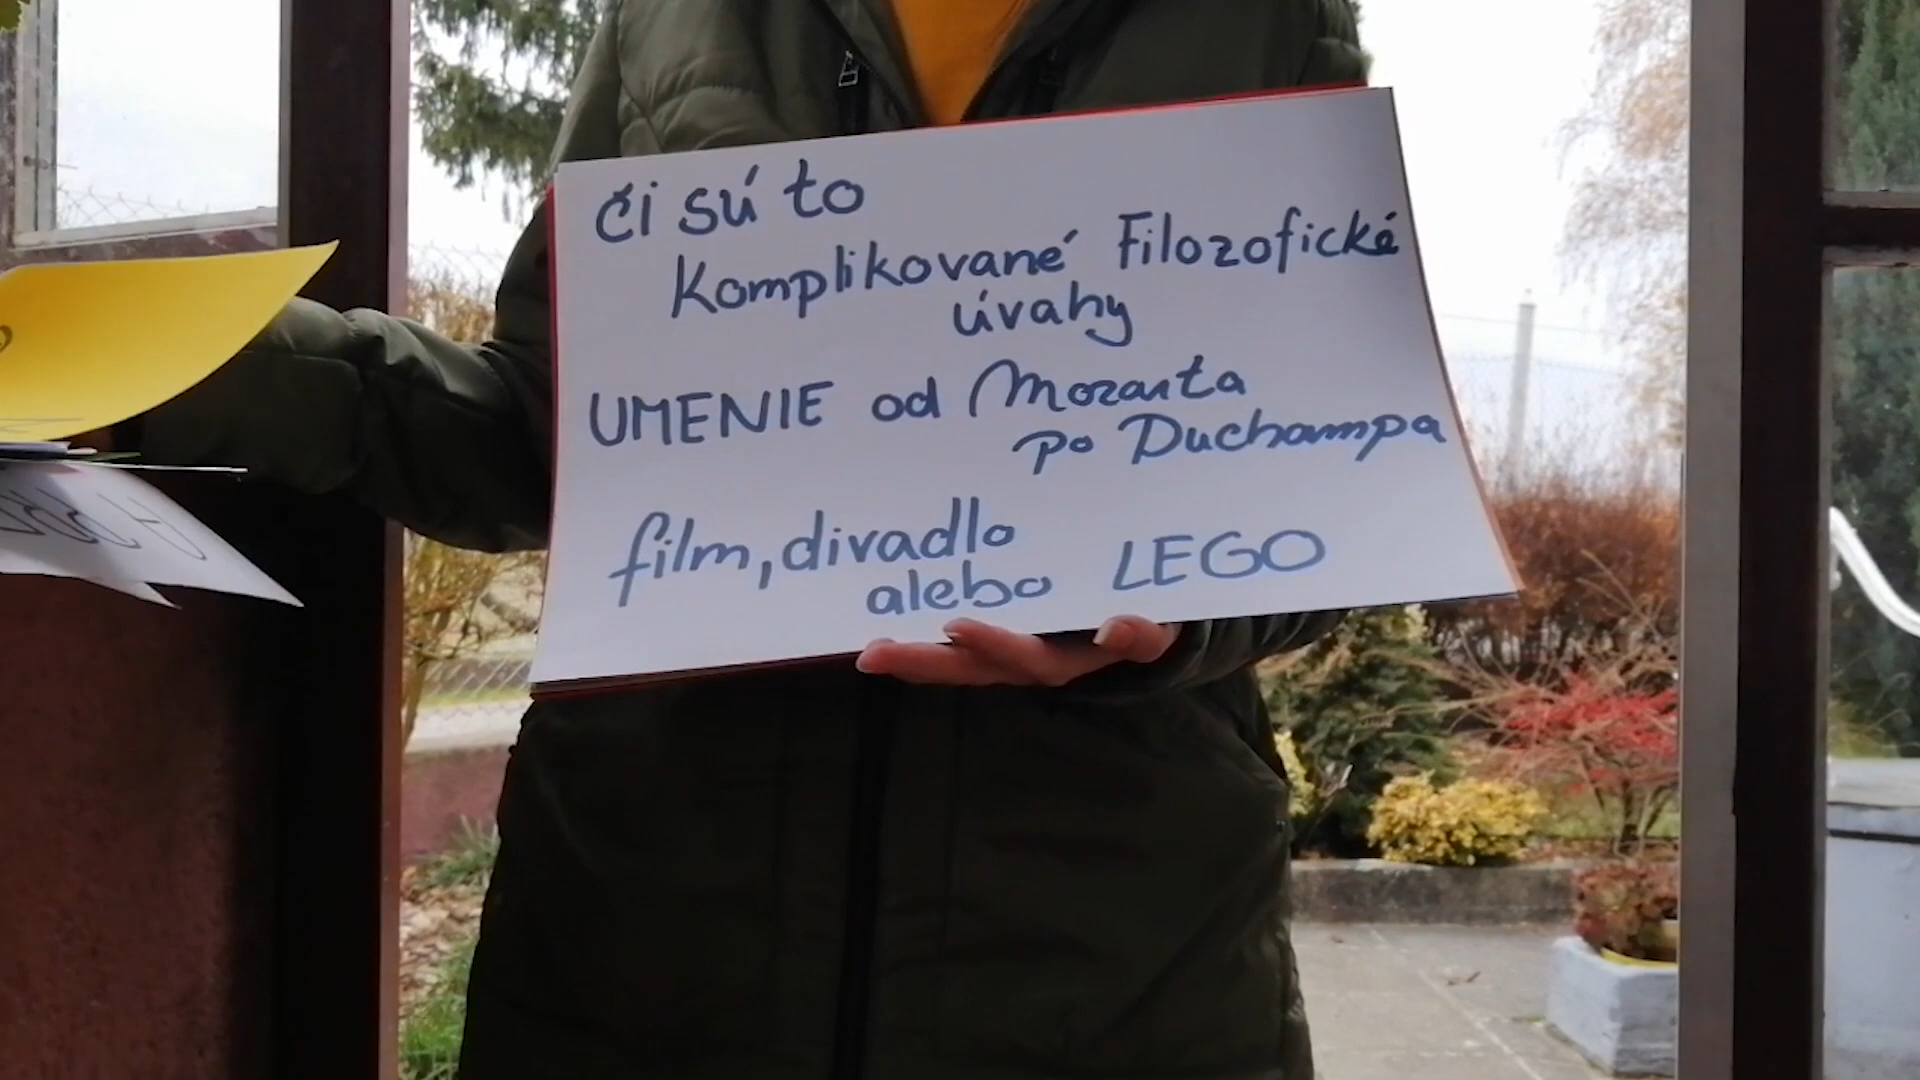 či sú to
Komplikované Filozofické
úvahy
UMENIE od Mozarta
po Duchampa
film, divadlo
alebo LEGO